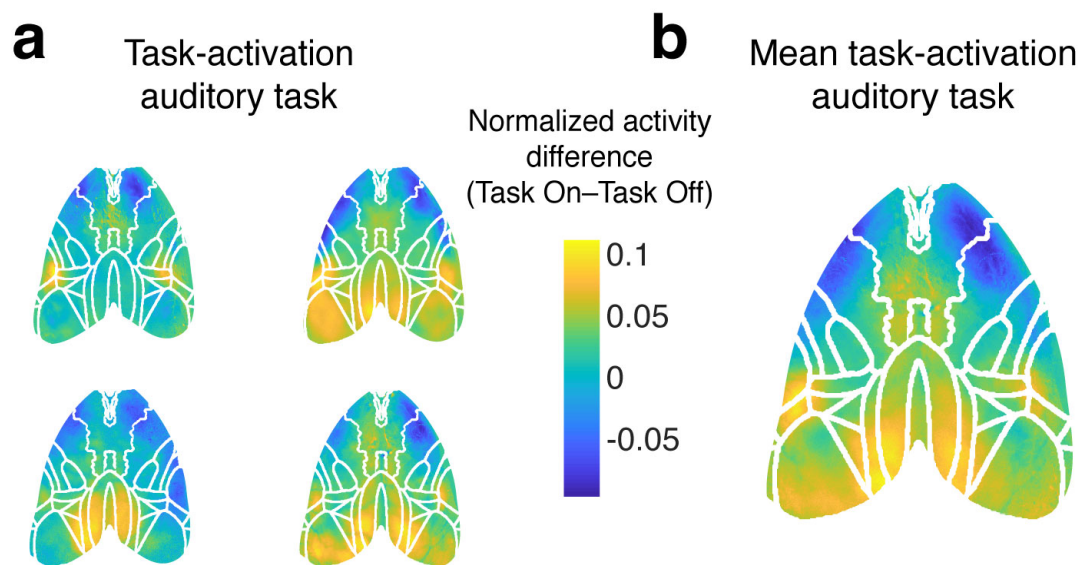 a
Task-activation
auditory task
Normalized activity
difference
(Task On–Task Off)
0.1
0.05
0
-0.05
b
Mean task-activation
auditory task